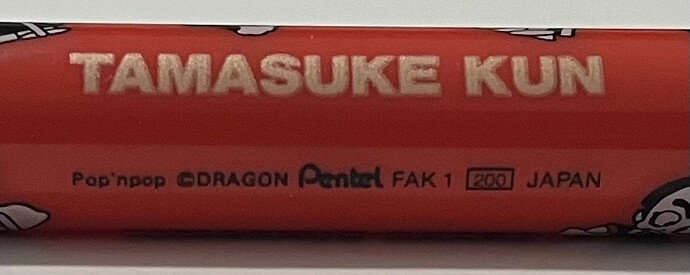 TAMASUKE KUN
Pop'npop ©DRAGON Pentel FAK 1 200 JAPAN